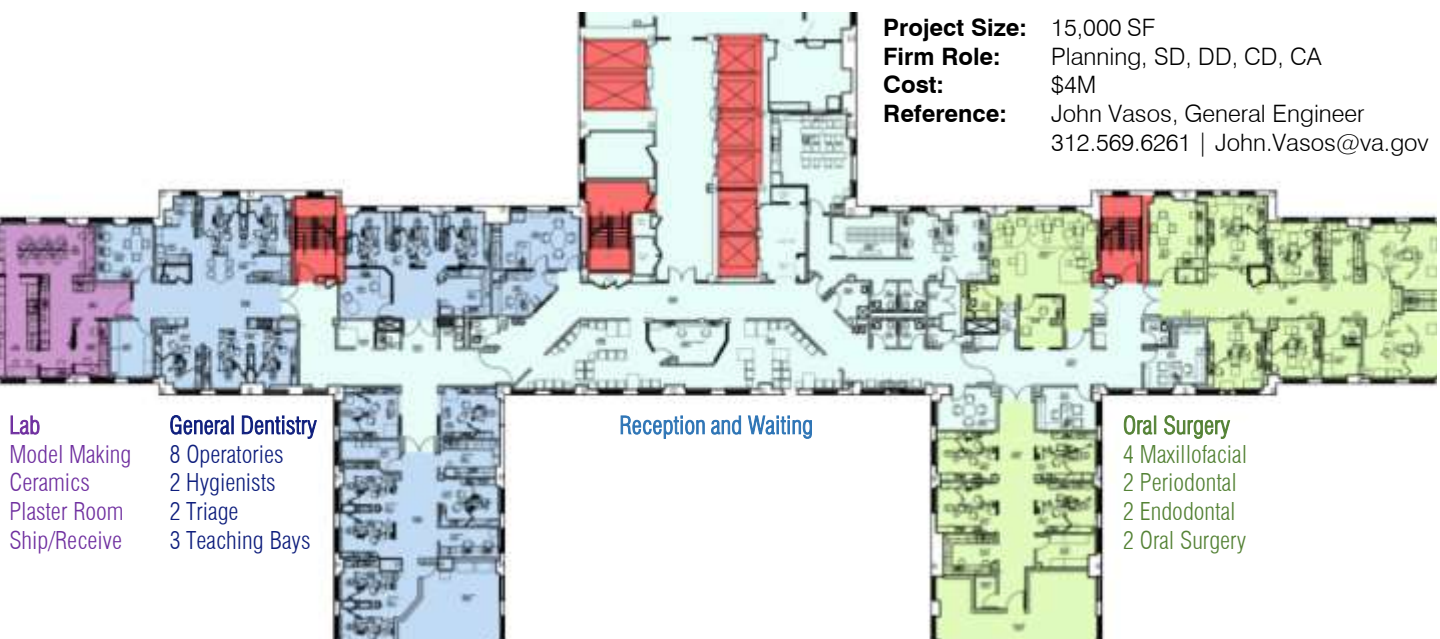 Project Size: 15,000 SF
Firm Role: Planning, SD, DD, CD, CA
Cost: $4M
Reference: John Vasos, General Engineer
312.569.6261 | John.Vasos@va.gov
Lab
Model Making
Ceramics
Plaster Room
Ship/Receive
General Dentistry
8 Operatories
2 Hygienists
2 Triage
3 Teaching Bays
Reception and Waiting
Oral Surgery
4 Maxillofacial
2 Periodontal
2 Endodontal
2 Oral Surgery